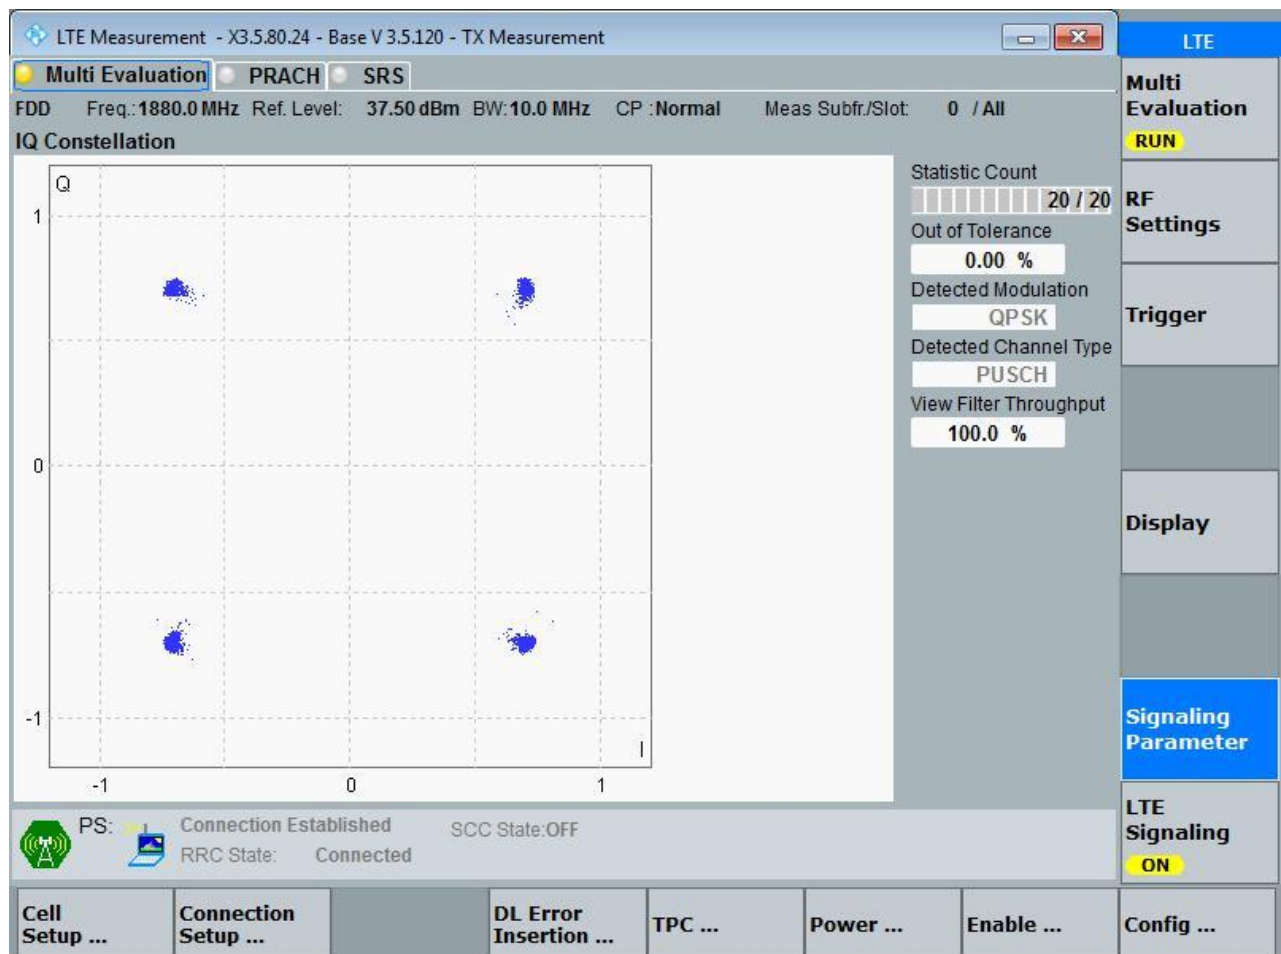 LTE Measurement - X3.5.80.24 - Base V 3.5.120 - TX Measurement
LTE
Multi Evaluation PRACH SRS
FDD Freq.:1880.0 MHz Ref. Level: 37.50 dBm BW:10.0 MHz CP :Normal Meas Subfr./Slot: 0 / All
IQ Constellation
Q
1
0
-1
I
-1 0 1
Statistic Count
20 / 20
Out of Tolerance
0.00 %
Detected Modulation
QPSK
Detected Channel Type
PUSCH
View Filter Throughput
100.0 %
Multi
Evaluation
RUN
RF
Settings
Trigger
Display
Signaling
Parameter
LTE
Signaling
ON
PS: Connection Established SCC State:OFF
RRC State: Connected
Cell
Setup ...
Connection
Setup ...
DL Error
Insertion ...
TPC ...
Power ...
Enable ...
Config ...